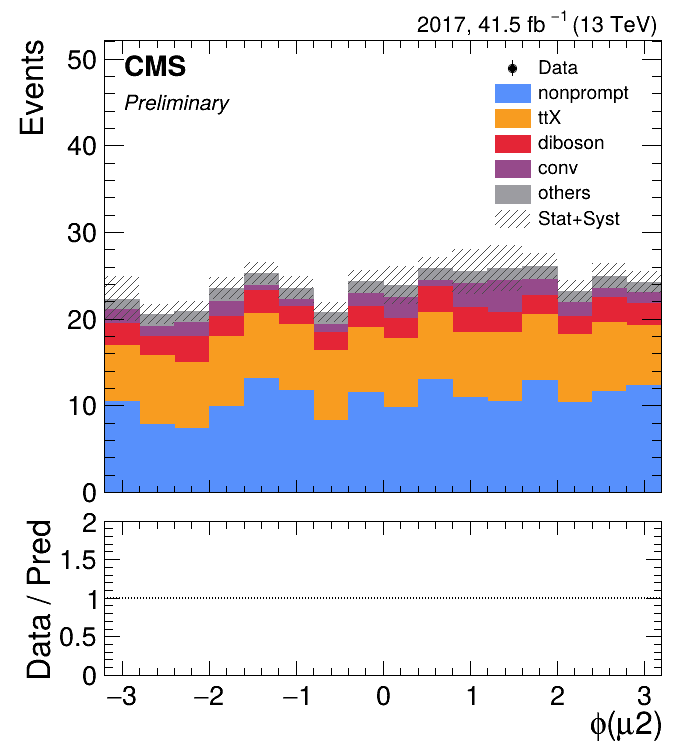 2017, 41.5 fb⁻¹ (13 TeV)
Events
50
40
30
20
10
0
CMS
Preliminary
Data
nonprompt
ttX
diboson
conv
others
Stat+Syst
Data / Pred
2
1.5
1
0.5
0
−3 −2 −1 0 1 2 3
ϕ(μ2)